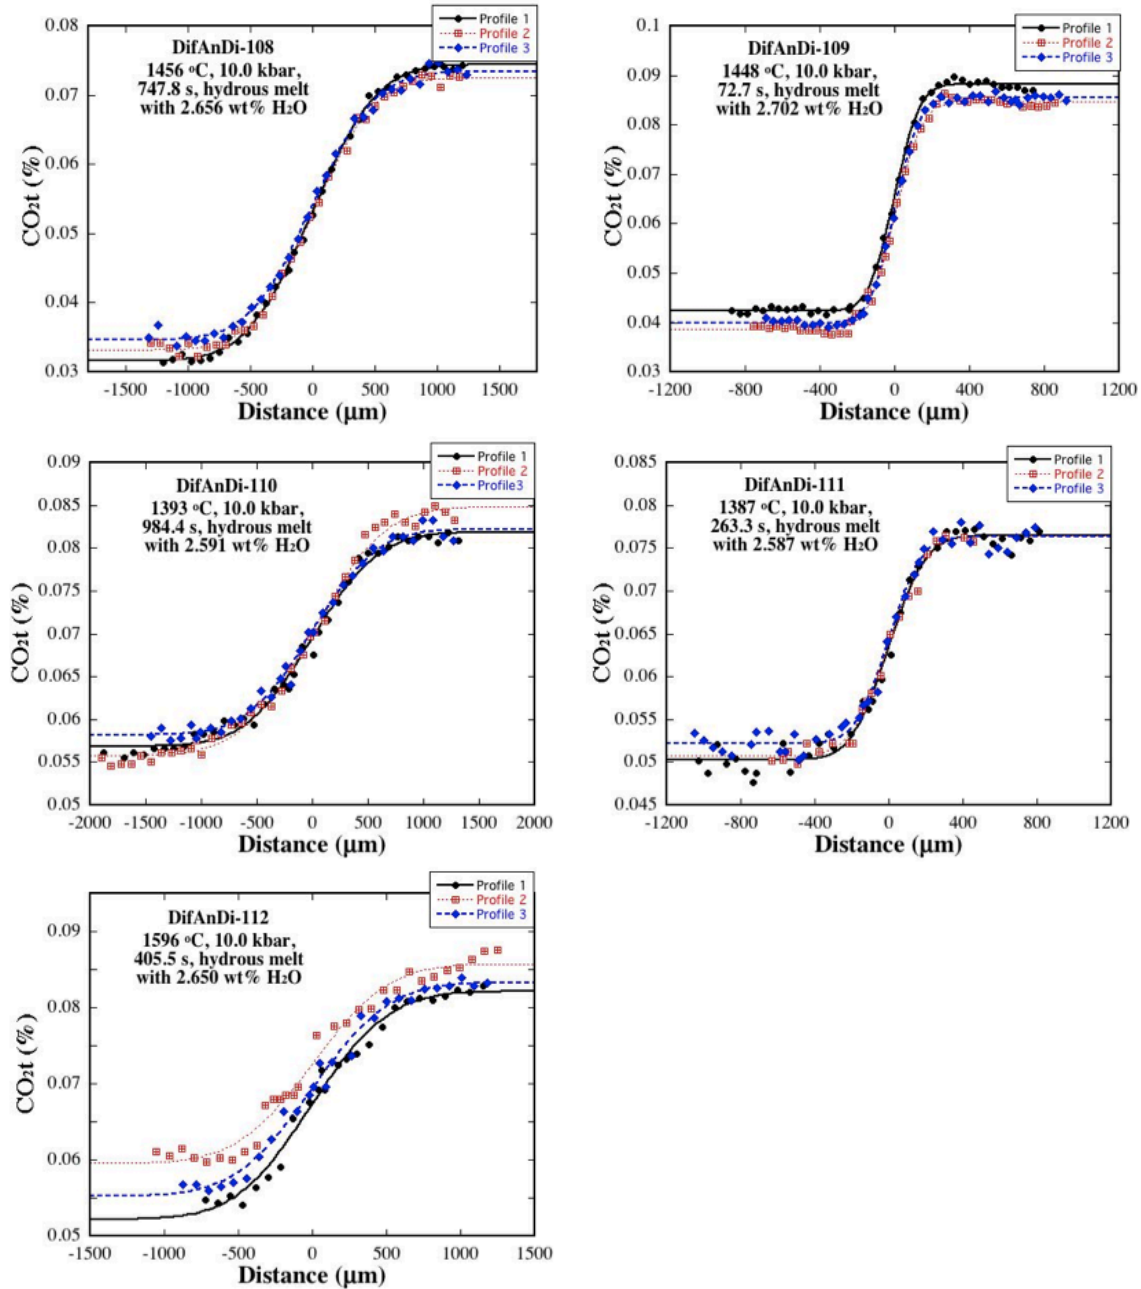 Profile 1
Profile 2
Profile 3
DifAnDi-108
1456 ºC, 10.0 kbar,
747.8 s, hydrous melt
with 2.656 wt% H₂O
0.08
0.07
0.06
0.05
0.04
0.03
CO₂t (%)
-1500 -1000 -500 0 500 1000 1500
Distance (μm)
Profile 1
Profile 2
Profile 3
DifAnDi-109
1448 ºC, 10.0 kbar,
72.7 s, hydrous melt
with 2.702 wt% H₂O
0.1
0.09
0.08
0.07
0.06
0.05
0.04
0.03
CO₂t (%)
-1200 -800 -400 0 400 800 1200
Distance (μm)
Profile 1
Profile 2
Profile3
DifAnDi-110
1393 ºC, 10.0 kbar,
984.4 s, hydrous melt
with 2.591 wt% H₂O
0.09
0.085
0.08
0.075
0.07
0.065
0.06
0.055
0.05
CO₂t (%)
-2000 -1500 -1000 -500 0 500 1000 1500 2000
Distance (μm)
Profile 1
Profile 2
Profile 3
DifAnDi-111
1387 ºC, 10.0 kbar,
263.3 s, hydrous melt
with 2.587 wt% H₂O
0.085
0.08
0.075
0.07
0.065
0.06
0.055
0.05
0.045
CO₂t (%)
-1200 -800 -400 0 400 800 1200
Distance (μm)
Profile 1
Profile 2
Profile 3
DifAnDi-112
1596 ºC, 10.0 kbar,
405.5 s, hydrous melt
with 2.650 wt% H₂O
0.09
0.08
0.07
0.06
0.05
CO₂t (%)
-1500 -1000 -500 0 500 1000 1500
Distance (μm)